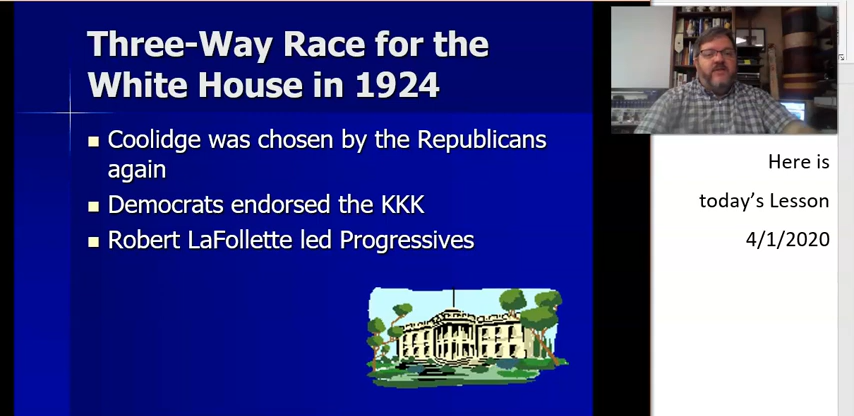 Three-Way Race for the
White House in 1924
Coolidge was chosen by the Republicans
again
Democrats endorsed the KKK
Robert LaFollette led Progressives
Here is
today's Lesson
4/1/2020